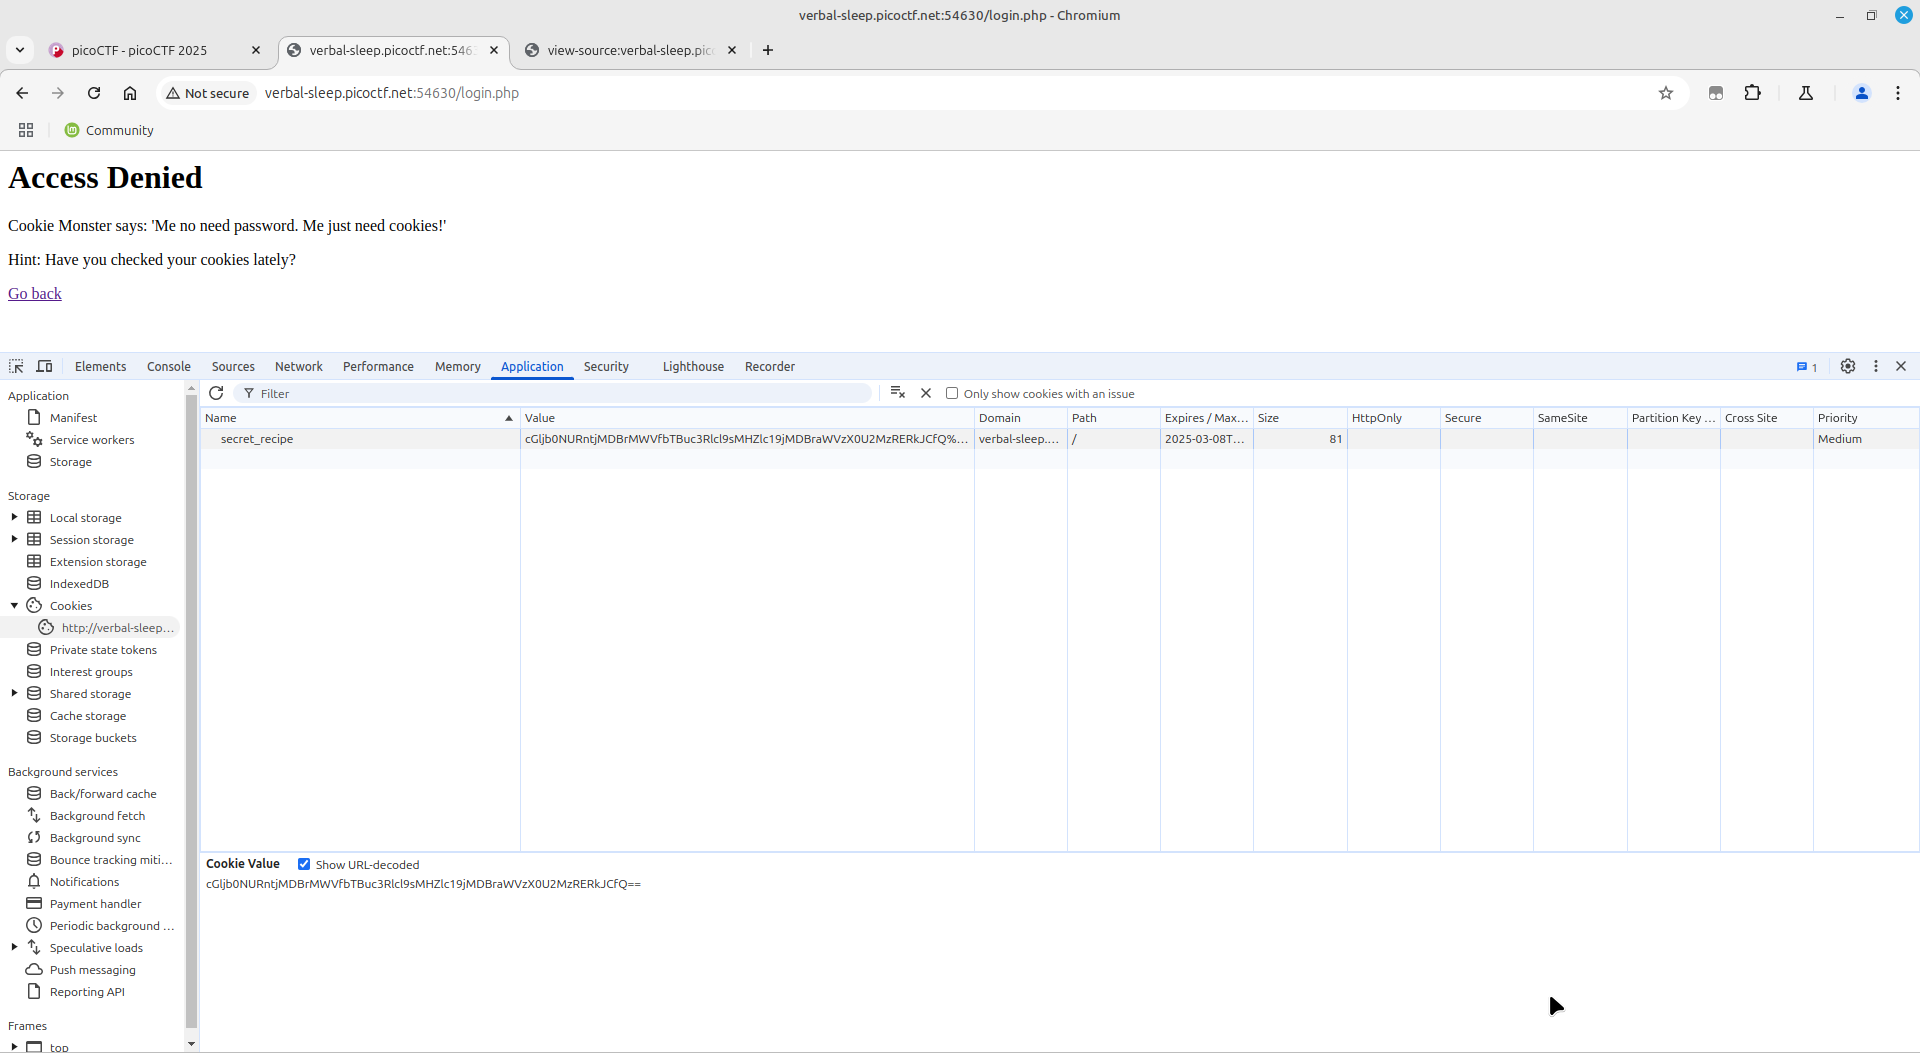 verbal-sleep.picoctf.net:54630/login.php - Chromium
picoCTF - picoCTF 2025
verbal-sleep.picoctf.net:546
view-source:verbal-sleep.pic
Not secure
verbal-sleep.picoctf.net:54630/login.php
Community
Access Denied
Cookie Monster says: 'Me no need password. Me just need cookies!'
Hint: Have you checked your cookies lately?
Go back
Elements Console Sources Network Performance Memory Application Security Lighthouse Recorder 1
Application
Manifest
Service workers
Storage
Storage
Local storage
Session storage
Extension storage
IndexedDB
Cookies
http://verbal-sleep...
Private state tokens
Interest groups
Shared storage
Cache storage
Storage buckets
Background services
Back/forward cache
Background fetch
Background sync
Bounce tracking miti...
Notifications
Payment handler
Periodic background ...
Speculative loads
Push messaging
Reporting API
Frames
top
Filter
Only show cookies with an issue
Name Value Domain Path Expires / Max... Size HttpOnly Secure SameSite Partition Key ... Cross Site Priority
secret_recipe cGljb0NURntjMDBrMWVfbTBuc3Rlcl9sMHZlc19jMDBraWVzX0U2MzRERkJCfQ%... verbal-sleep.... / 2025-03-08T... 81 Medium
Cookie Value Show URL-decoded
cGljb0NURntjMDBrMWVfbTBuc3Rlcl9sMHZlc19jMDBraWVzX0U2MzRERkJCfQ==